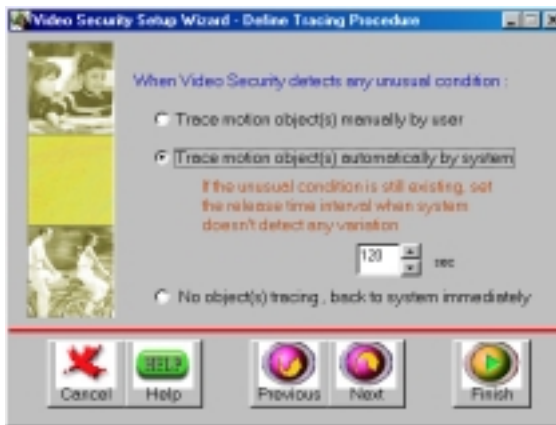 Video Security Setup Wizard - Define Tracing Procedure
When Video Security detects any unusual condition :
Trace motion object(s) manually by user
Trace motion object(s) automatically by system
If the unusual condition is still existing, set
the release time interval when system
doesn't detect any variation
120 sec
No object(s) tracing , back to system immediately
HELP
Cancel Help Previous Next Finish